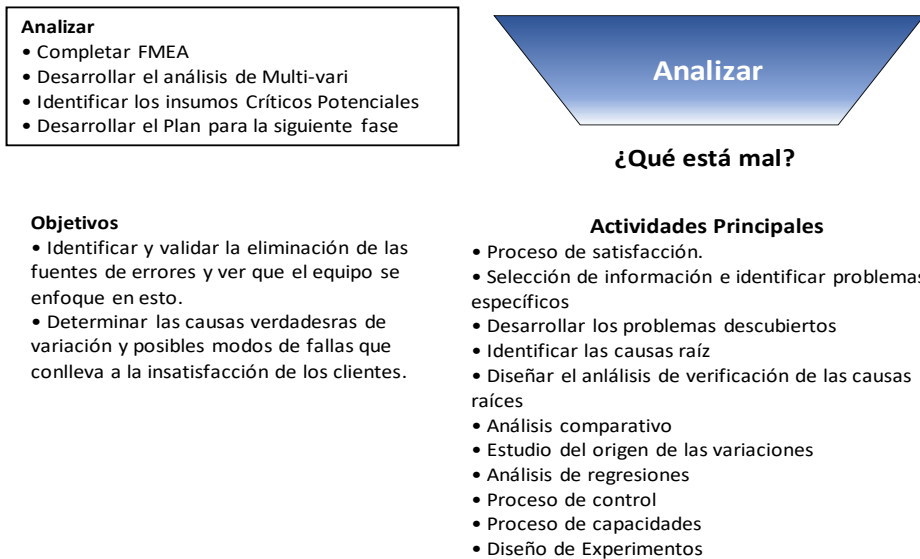 Analizar
• Completar FMEA
• Desarrollar el análisis de Multi-vari
• Identificar los insumos Críticos Potenciales
• Desarrollar el Plan para la siguiente fase
Analizar
¿Qué está mal?
Objetivos
• Identificar y validar la eliminación de las
fuentes de errores y ver que el equipo se
enfoque en esto.
• Determinar las causas verdadesras de
variación y posibles modos de fallas que
conlleva a la insatisfacción de los clientes.
Actividades Principales
• Proceso de satisfacción.
• Selección de información e identificar problemas
específicos
• Desarrollar los problemas descubiertos
• Identificar las causas raíz
• Diseñar el anlálisis de verificación de las causas
raíces
• Análisis comparativo
• Estudio del origen de las variaciones
• Análisis de regresiones
• Proceso de control
• Proceso de capacidades
• Diseño de Experimentos